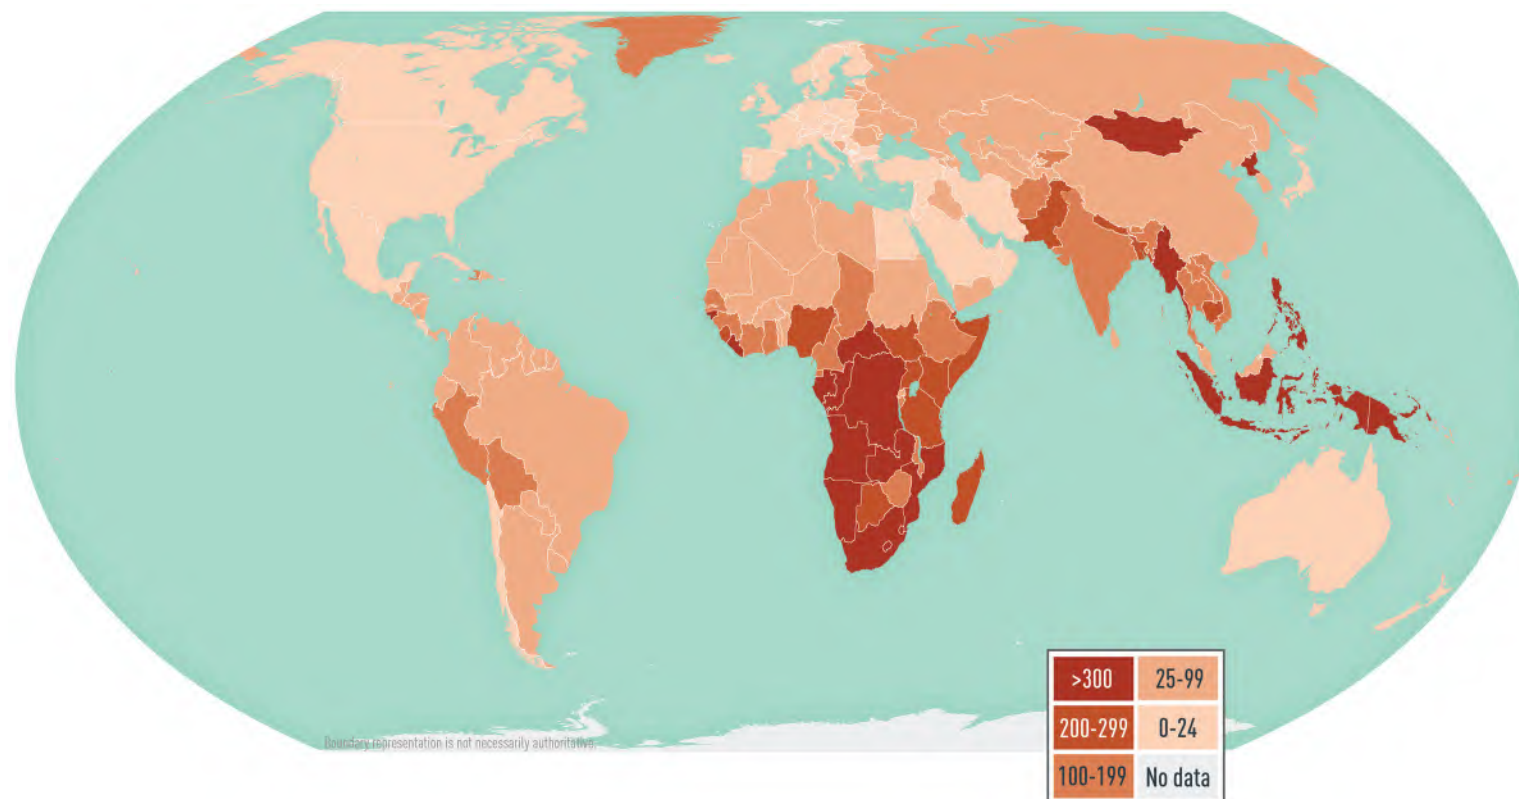 >300 25-99
200-299 0-24
100-199 No data
Boundary representation is not necessarily authoritative.